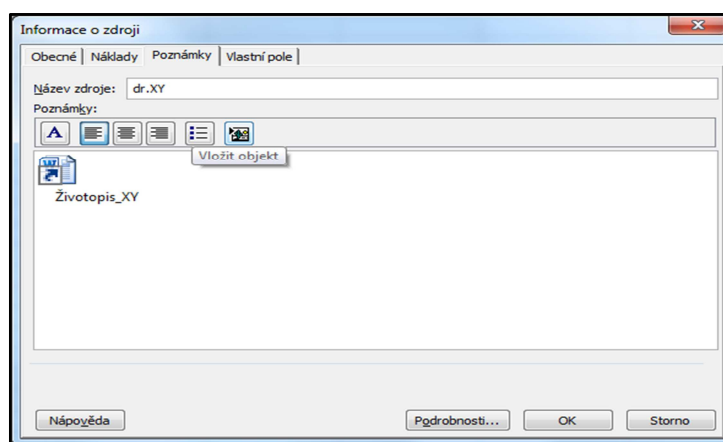 Informace o zdroji
Obecné Náklady Poznámky Vlastní pole
Název zdroje: dr.XY
Poznámky:
A
Vložit objekt
Životopis_XY
Nápověda Podrobnosti... OK Storno